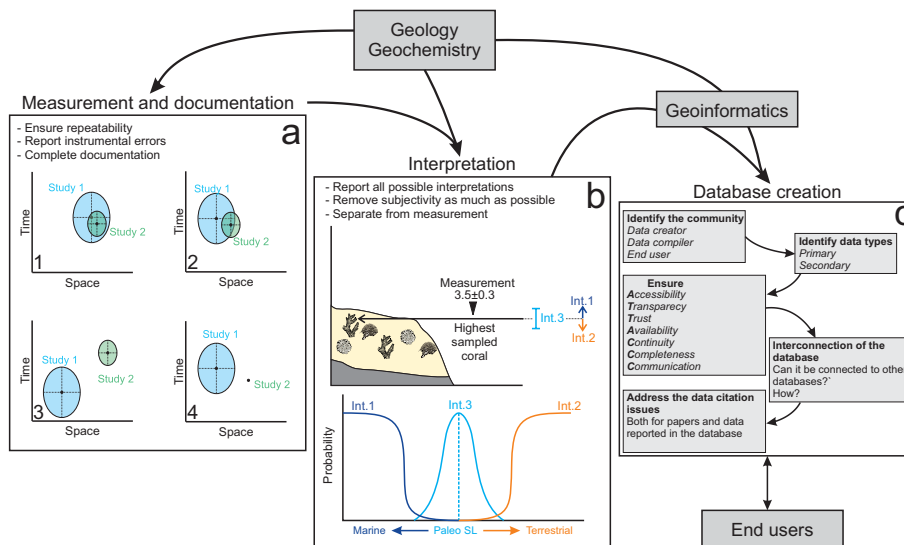 Geology
Geochemistry
Geoinformatics
Measurement and documentation
a
- Ensure repeatability
- Report instrumental errors
- Complete documentation
Study 1
Study 2
Time
Space
1
Study 1
Study 2
Time
Space
2
Study 1
Study 2
Time
Space
3
Study 1
Study 2
Time
Space
4
Interpretation
b
- Report all possible interpretations
- Remove subjectivity as much as possible
- Separate from measurement
Measurement
3.5±0.3
Int.1
Int.3
Int.2
Highest
sampled
coral
Int.1
Int.3
Int.2
Probability
Marine
Paleo SL
Terrestrial
Database creation
c
Identify the community
Data creator
Data compiler
End user
Identify data types
Primary
Secondary
Ensure
Accessibility
Transparecy
Trust
Availability
Continuity
Completeness
Communication
Interconnection of the
database
Can it be connected to other
databases?`
How?
Address the data citation
issues
Both for papers and data
reported in the database
End users